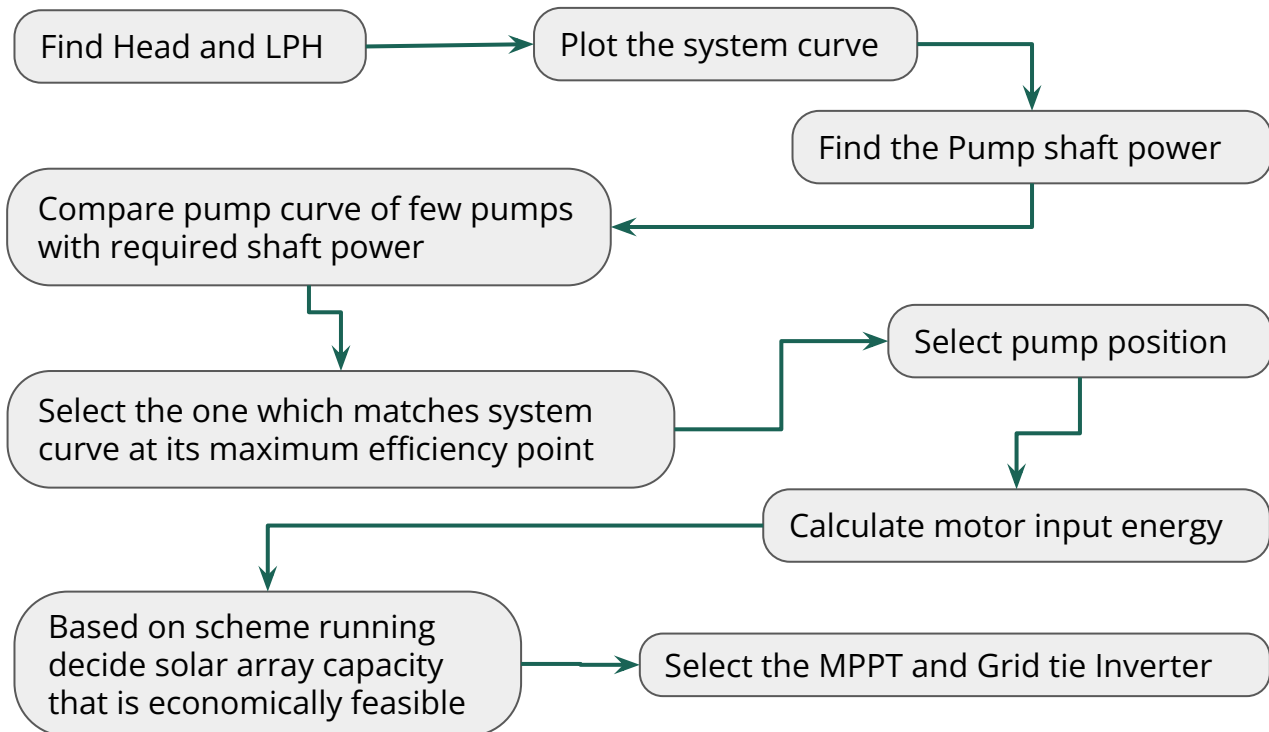 Find Head and LPH
Plot the system curve
Find the Pump shaft power
Compare pump curve of few pumps
with required shaft power
Select the one which matches system
curve at its maximum efficiency point
Select pump position
Calculate motor input energy
Based on scheme running
decide solar array capacity
that is economically feasible
Select the MPPT and Grid tie Inverter